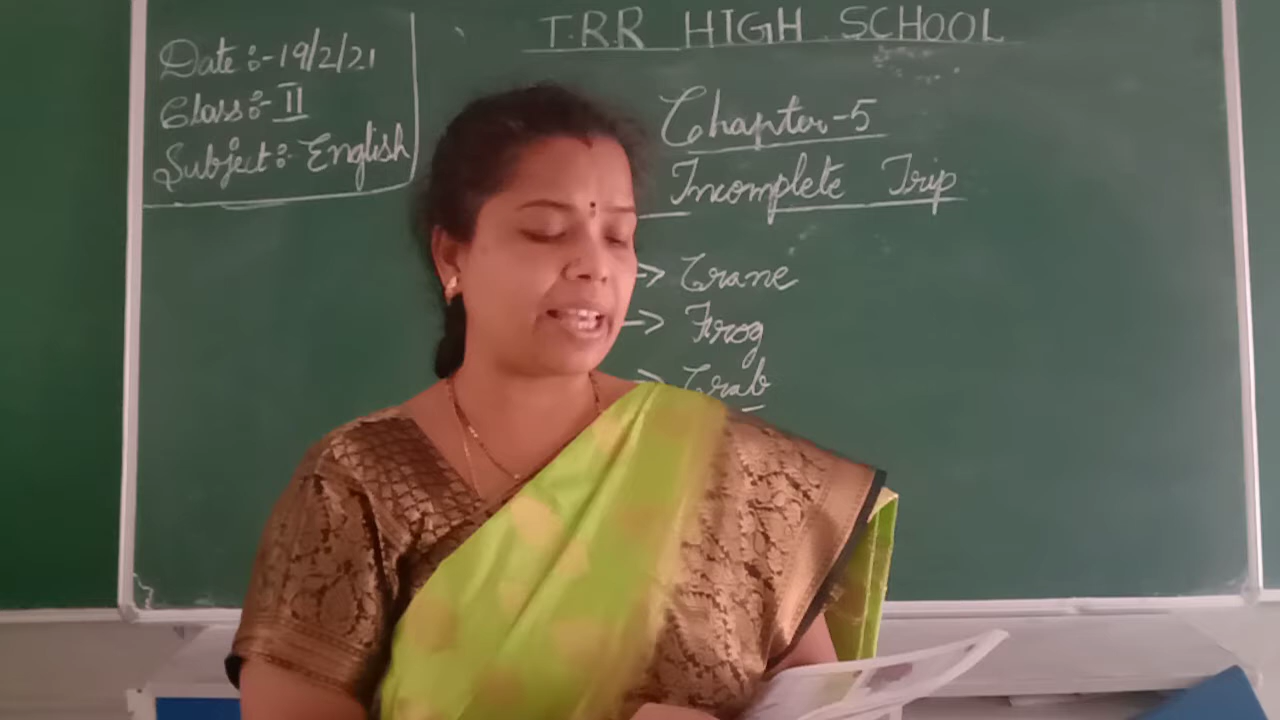 T.R.R HIGH SCHOOL
Date :- 19/2/21
Class :- II
Subject :- English
Chapter-5
Incomplete Trip
→ Crane
→ Frog
→ Crab